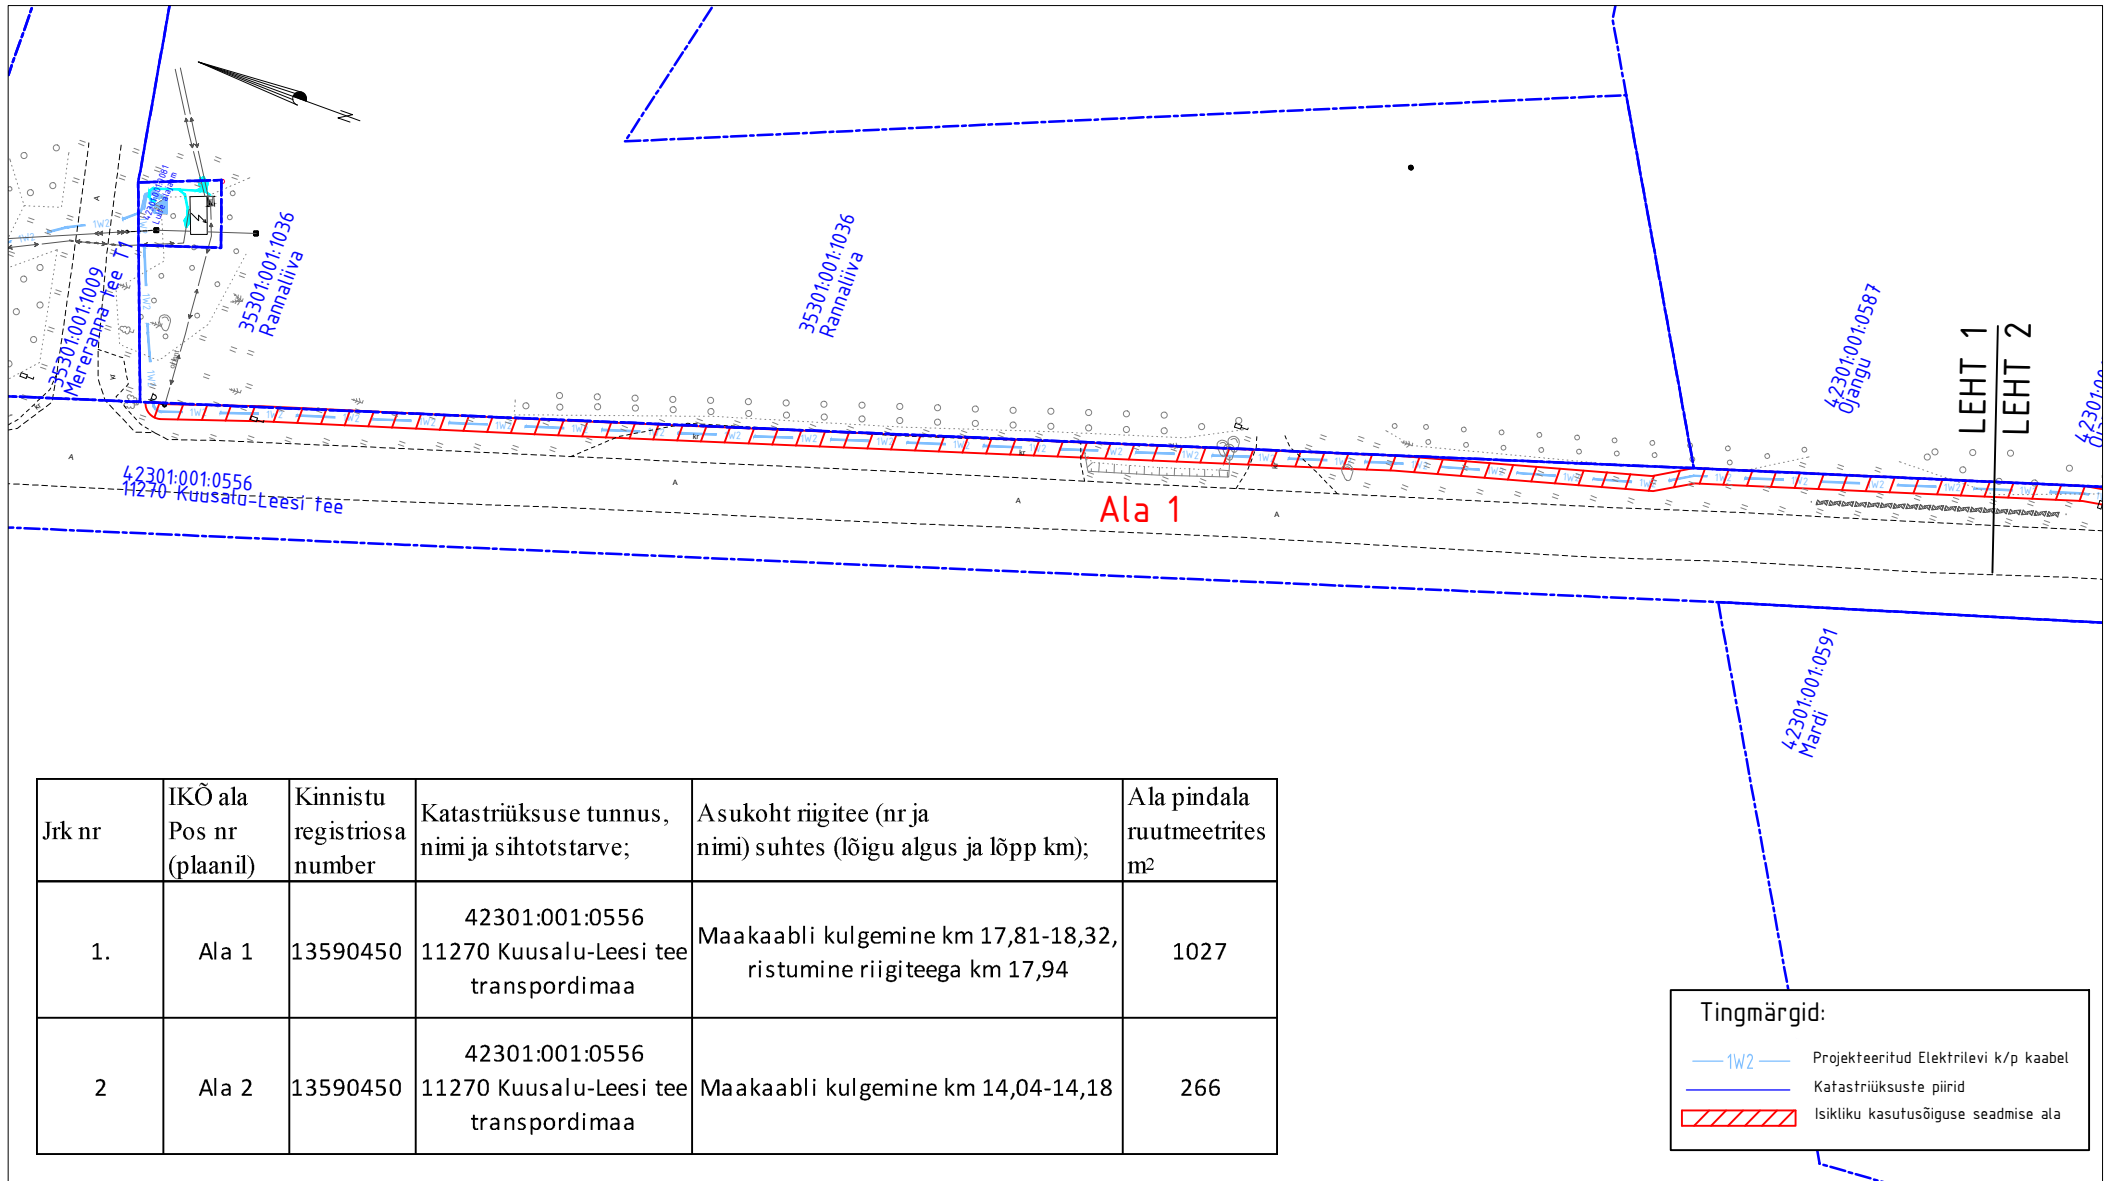 N
42301:001:0081
35301:001:1036
Rannaliiva
35301:001:1036
Rannaliiva
35301:001:1009
Mereranna tee T1
42301:001:0587
Ojangu
LEHT 1
LEHT 2
42301:001:0556
11270 Kuusalu-Leesi tee
Ala 1
42301:001:0591
Mardi
1W2
Jrk nr
IKÕ ala
Pos nr
(plaanil)
Kinnistu
registriosa
number
Katastriüksuse tunnus,
nimi ja sihtotstarve;
Asukoht riigitee (nr ja
nimi) suhtes (lõigu algus ja lõpp km);
Ala pindala
ruutmeetrites
m2
1.
Ala 1
13590450
42301:001:0556
11270 Kuusalu-Leesi tee
transpordimaa
Maakaabli kulgemine km 17,81-18,32,
ristumine riigiteega km 17,94
1027
2
Ala 2
13590450
42301:001:0556
11270 Kuusalu-Leesi tee
transpordimaa
Maakaabli kulgemine km 14,04-14,18
266
Tingmärgid:
1W2
Projekteeritud Elektrilevi k/p kaabel
Katastriüksuste piirid
Isikliku kasutusõiguse seadmise ala